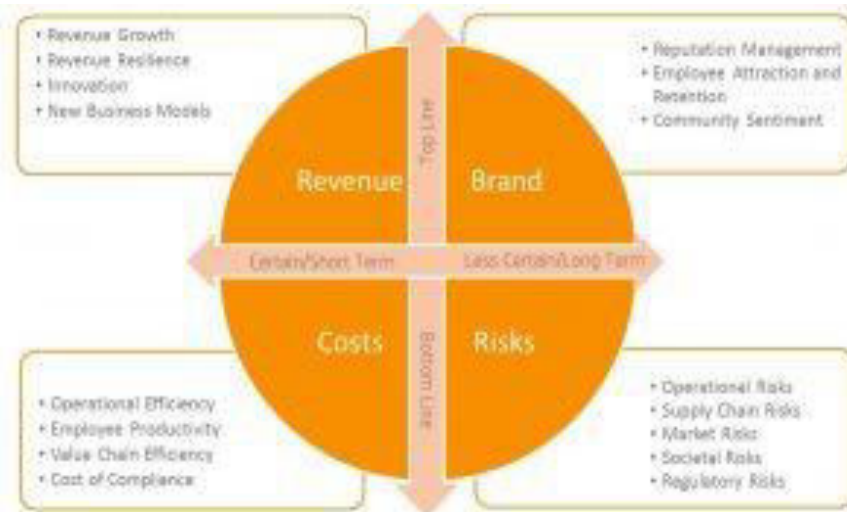 • Revenue Growth
• Revenue Resilience
• Innovation
• New Business Models
• Reputation Management
• Employee Attraction and
Retention
• Community Sentiment
Top Line
Revenue
Brand
Certain/Short Term
Less Certain/Long Term
Costs
Risks
Bottom Line
• Operational Efficiency
• Employee Productivity
• Value Chain Efficiency
• Cost of Compliance
• Operational Risks
• Supply Chain Risks
• Market Risks
• Societal Risks
• Regulatory Risks